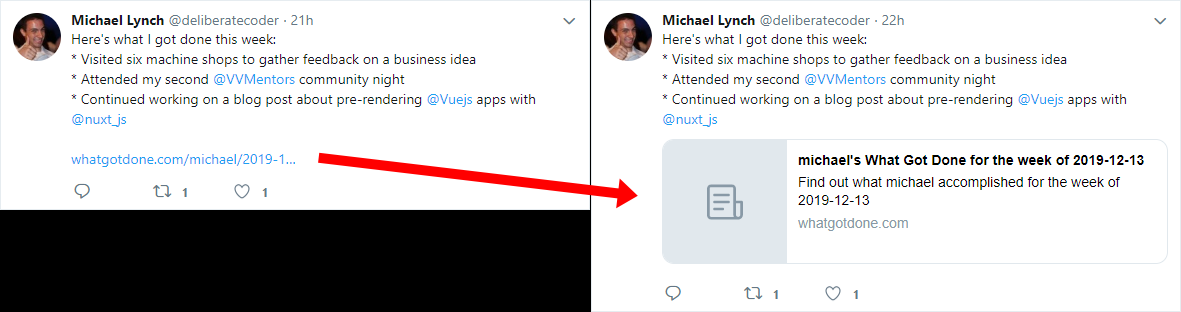 Michael Lynch @deliberatecoder · 21h
Here's what I got done this week:
* Visited six machine shops to gather feedback on a business idea
* Attended my second @VVMentors community night
* Continued working on a blog post about pre-rendering @Vuejs apps with
@nuxt_js
whatgotdone.com/michael/2019-1...
1 1
Michael Lynch @deliberatecoder · 22h
Here's what I got done this week:
* Visited six machine shops to gather feedback on a business idea
* Attended my second @VVMentors community night
* Continued working on a blog post about pre-rendering @Vuejs apps with
@nuxt_js
michael's What Got Done for the week of 2019-12-13
Find out what michael accomplished for the week of
2019-12-13
whatgotdone.com
1 1